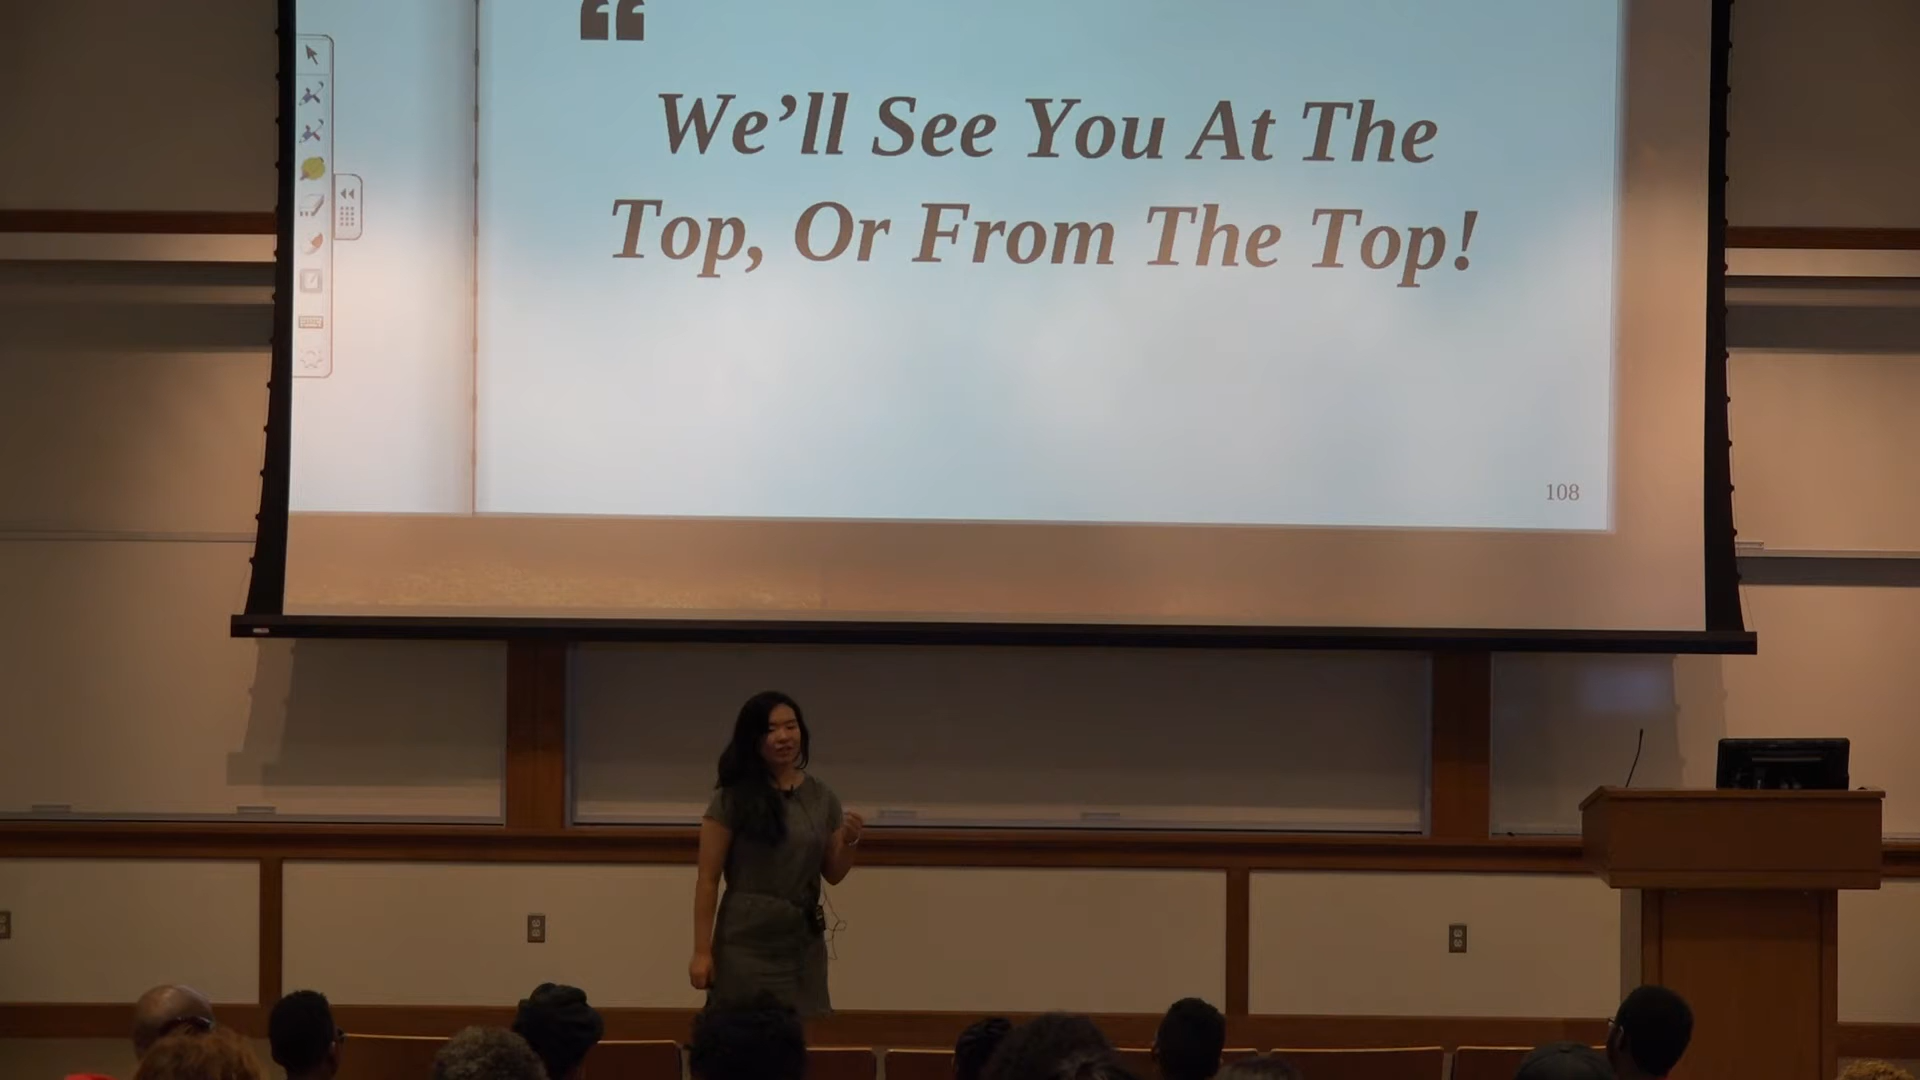 “
We’ll See You At The
Top, Or From The Top!
108